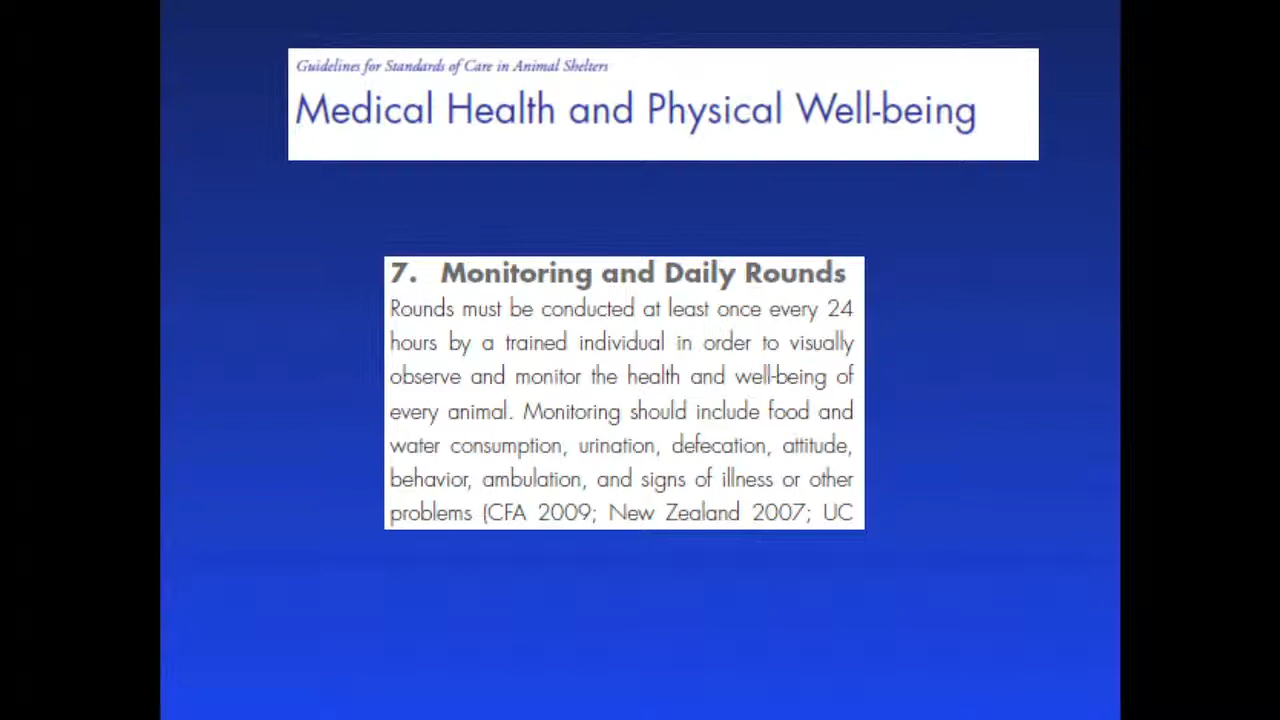 Guidelines for Standards of Care in Animal Shelters
Medical Health and Physical Well-being
7. Monitoring and Daily Rounds
Rounds must be conducted at least once every 24
hours by a trained individual in order to visually
observe and monitor the health and well-being of
every animal. Monitoring should include food and
water consumption, urination, defecation, attitude,
behavior, ambulation, and signs of illness or other
problems (CFA 2009; New Zealand 2007; UC